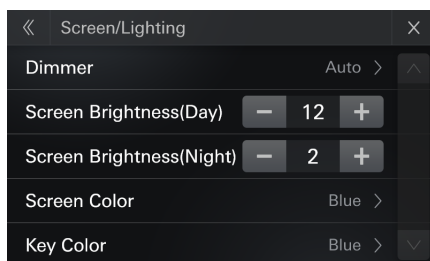 Screen/Lighting
Dimmer Auto
Screen Brightness(Day) − 12 +
Screen Brightness(Night) − 2 +
Screen Color Blue
Key Color Blue